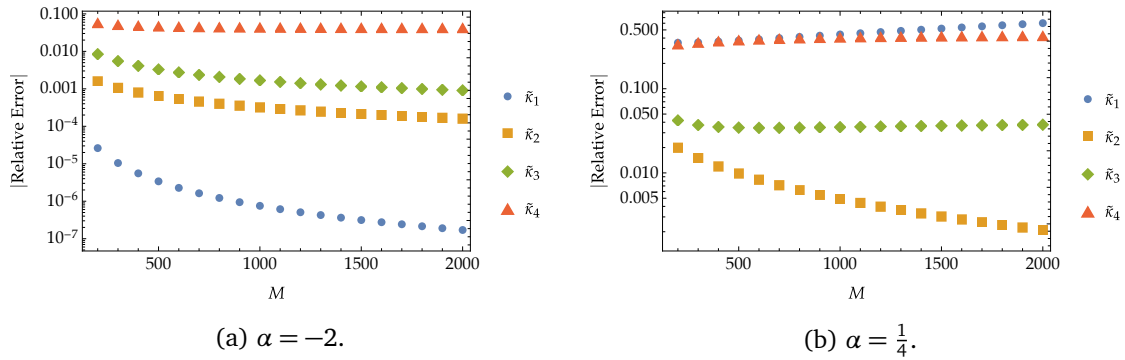 |Relative Error|
0.100
0.010
0.001
10⁻⁴
10⁻⁵
10⁻⁶
10⁻⁷
500
1000
1500
2000
M
κ̃₁
κ̃₂
κ̃₃
κ̃₄
(a) α = −2.
|Relative Error|
0.500
0.100
0.050
0.010
0.005
500
1000
1500
2000
M
κ̃₁
κ̃₂
κ̃₃
κ̃₄
(b) α = 1/4.